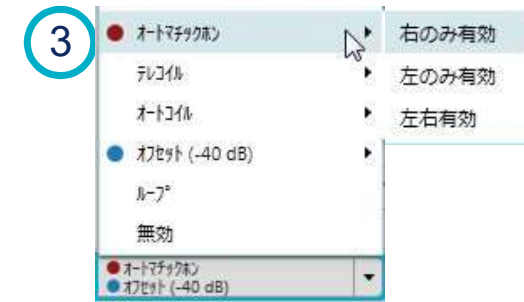 3
ｵｰﾄﾏﾁｯｸﾎﾝ
右のみ有効
ﾃﾚｺｲﾙ
左のみ有効
ｵｰﾄｺｲﾙ
左右有効
ｵﾌｾｯﾄ (-40 dB)
ﾙｰﾌﾟ
無効
ｵｰﾄﾏﾁｯｸﾎﾝ
ｵﾌｾｯﾄ (-40 dB)